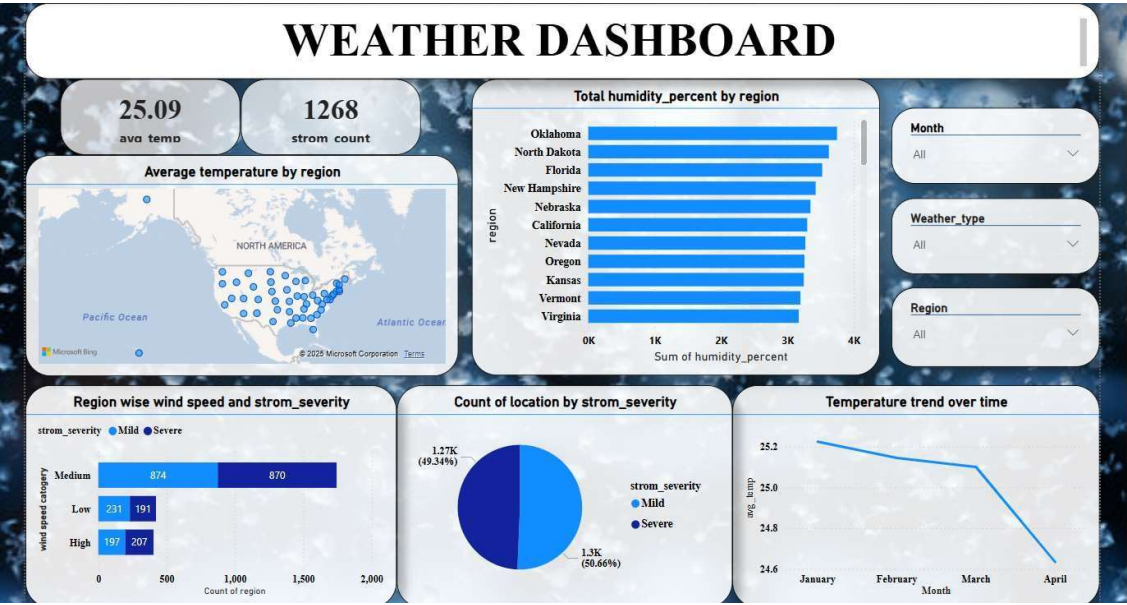 WEATHER DASHBOARD
25.09
avg temp
1268
strom count
Average temperature by region
NORTH AMERICA
Pacific Ocean
Atlantic Ocean
Microsoft Bing
© 2025 Microsoft Corporation Terms
Total humidity_percent by region
region
Oklahoma
North Dakota
Florida
New Hampshire
Nebraska
California
Nevada
Oregon
Kansas
Vermont
Virginia
0K 1K 2K 3K 4K
Sum of humidity_percent
Month
All
Weather_type
All
Region
All
Region wise wind speed and strom_severity
strom_severity Mild Severe
wind speed catogery
Medium 874 870
Low 231 191
High 197 207
0 500 1,000 1,500 2,000
Count of region
Count of location by strom_severity
1.27K
(49.34%)
strom_severity
Mild
Severe
1.3K
(50.66%)
Temperature trend over time
avg_temp
25.2
25.0
24.8
24.6
January February March April
Month